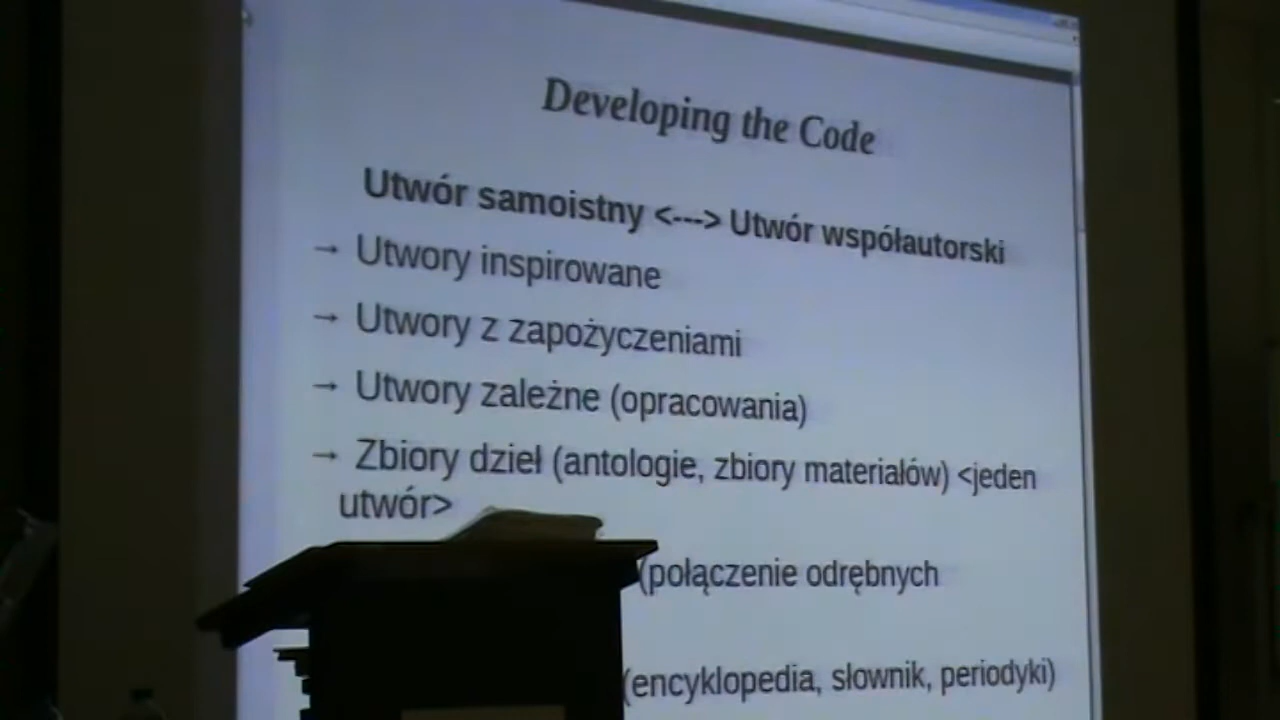 Developing the Code
Utwór samoistny <---> Utwór współautorski
→ Utwory inspirowane
→ Utwory z zapożyczeniami
→ Utwory zależne (opracowania)
→ Zbiory dzieł (antologie, zbiory materiałów) <jeden
utwór>
(połączenie odrębnych
(encyklopedia, słownik, periodyki)